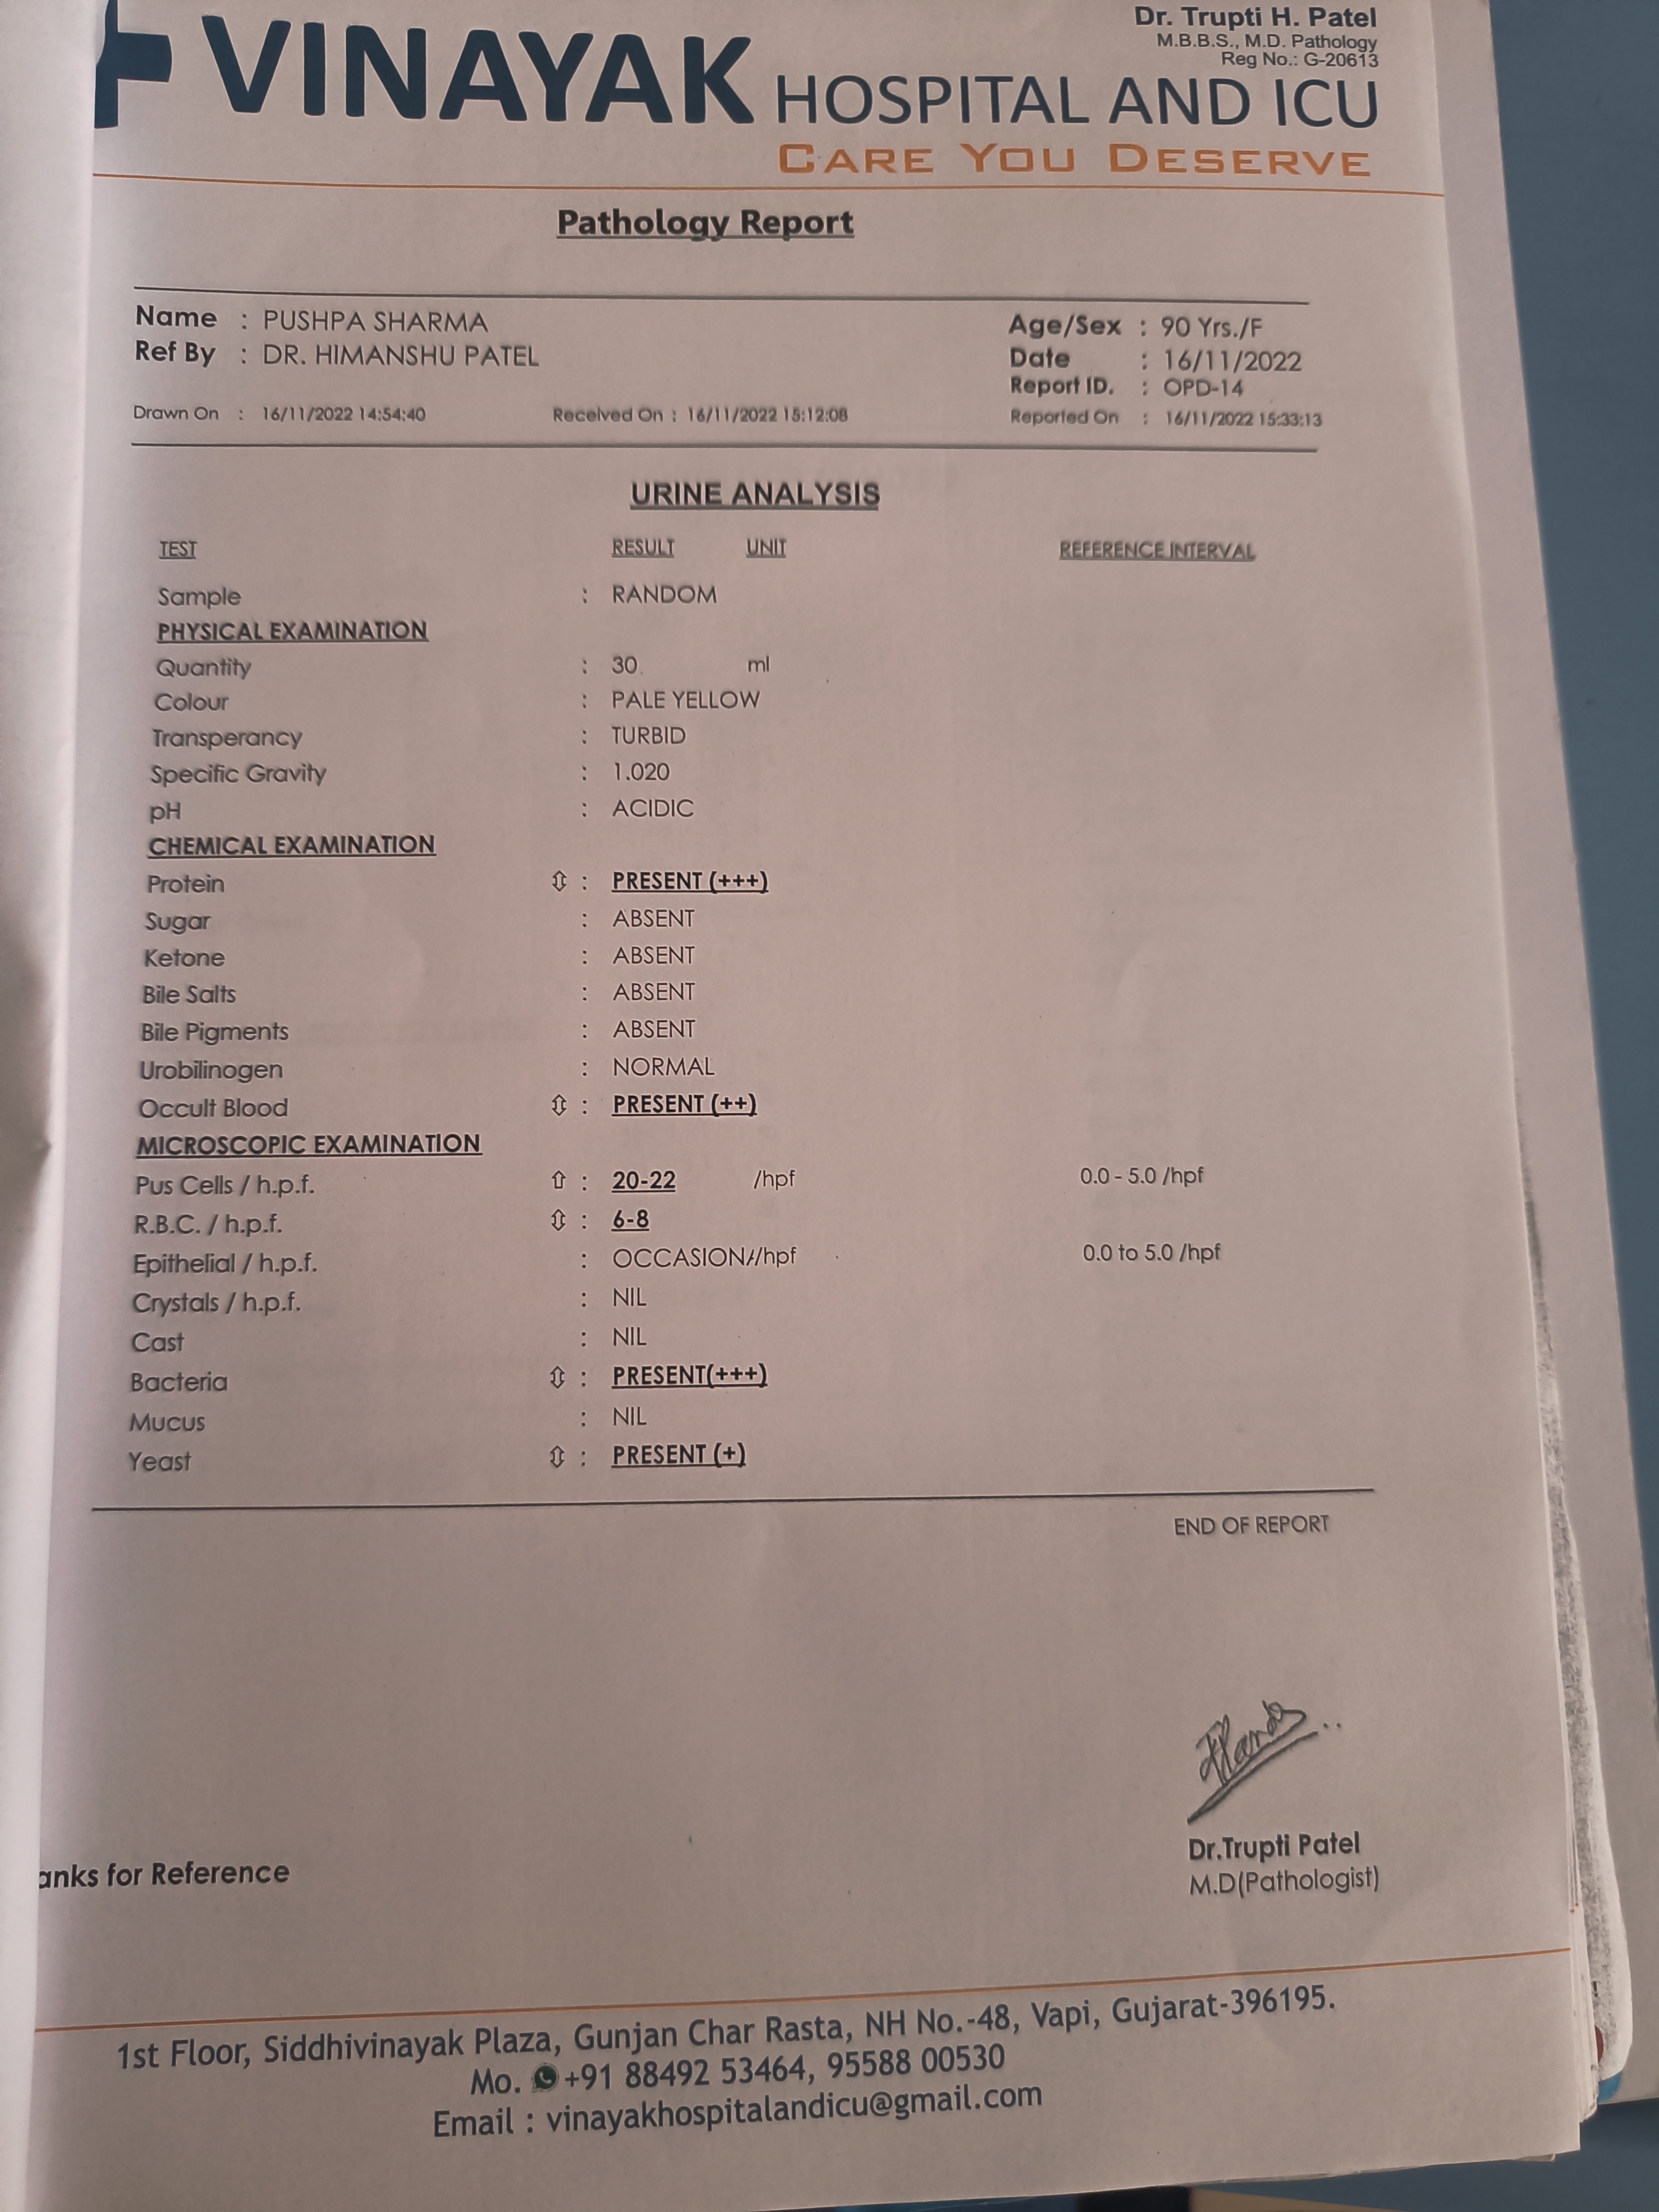 Dr. Trupti H. Patel
M.B.B.S., M.D. Pathology
Reg No.: G-20613
VINAYAK HOSPITAL AND ICU
CARE YOU DESERVE
Pathology Report
Name : PUSHPA SHARMA Age/Sex : 90 Yrs./F
Ref By : DR. HIMANSHU PATEL Date : 16/11/2022
Report ID. : OPD-14
Drawn On : 16/11/2022 14:54:40 Received On : 16/11/2022 15:12:08 Reported On : 16/11/2022 15:33:13
URINE ANALYSIS
TEST RESULT UNIT REFERENCE INTERVAL
Sample : RANDOM
PHYSICAL EXAMINATION
Quantity : 30 ml
Colour : PALE YELLOW
Transperancy : TURBID
Specific Gravity : 1.020
pH : ACIDIC
CHEMICAL EXAMINATION
Protein ⇳ : PRESENT (+++)
Sugar : ABSENT
Ketone : ABSENT
Bile Salts : ABSENT
Bile Pigments : ABSENT
Urobilinogen : NORMAL
Occult Blood ⇳ : PRESENT (++)
MICROSCOPIC EXAMINATION
Pus Cells / h.p.f. ⇧ : 20-22 /hpf 0.0 - 5.0 /hpf
R.B.C. / h.p.f. ⇳ : 6-8
Epithelial / h.p.f. : OCCASION/hpf 0.0 to 5.0 /hpf
Crystals / h.p.f. : NIL
Cast : NIL
Bacteria ⇳ : PRESENT(+++)
Mucus : NIL
Yeast ⇳ : PRESENT (+)
END OF REPORT
Dr.Trupti Patel
anks for Reference M.D(Pathologist)
1st Floor, Siddhivinayak Plaza, Gunjan Char Rasta, NH No.-48, Vapi, Gujarat-396195.
Mo. +91 88492 53464, 95588 00530
Email : vinayakhospitalandicu@gmail.com